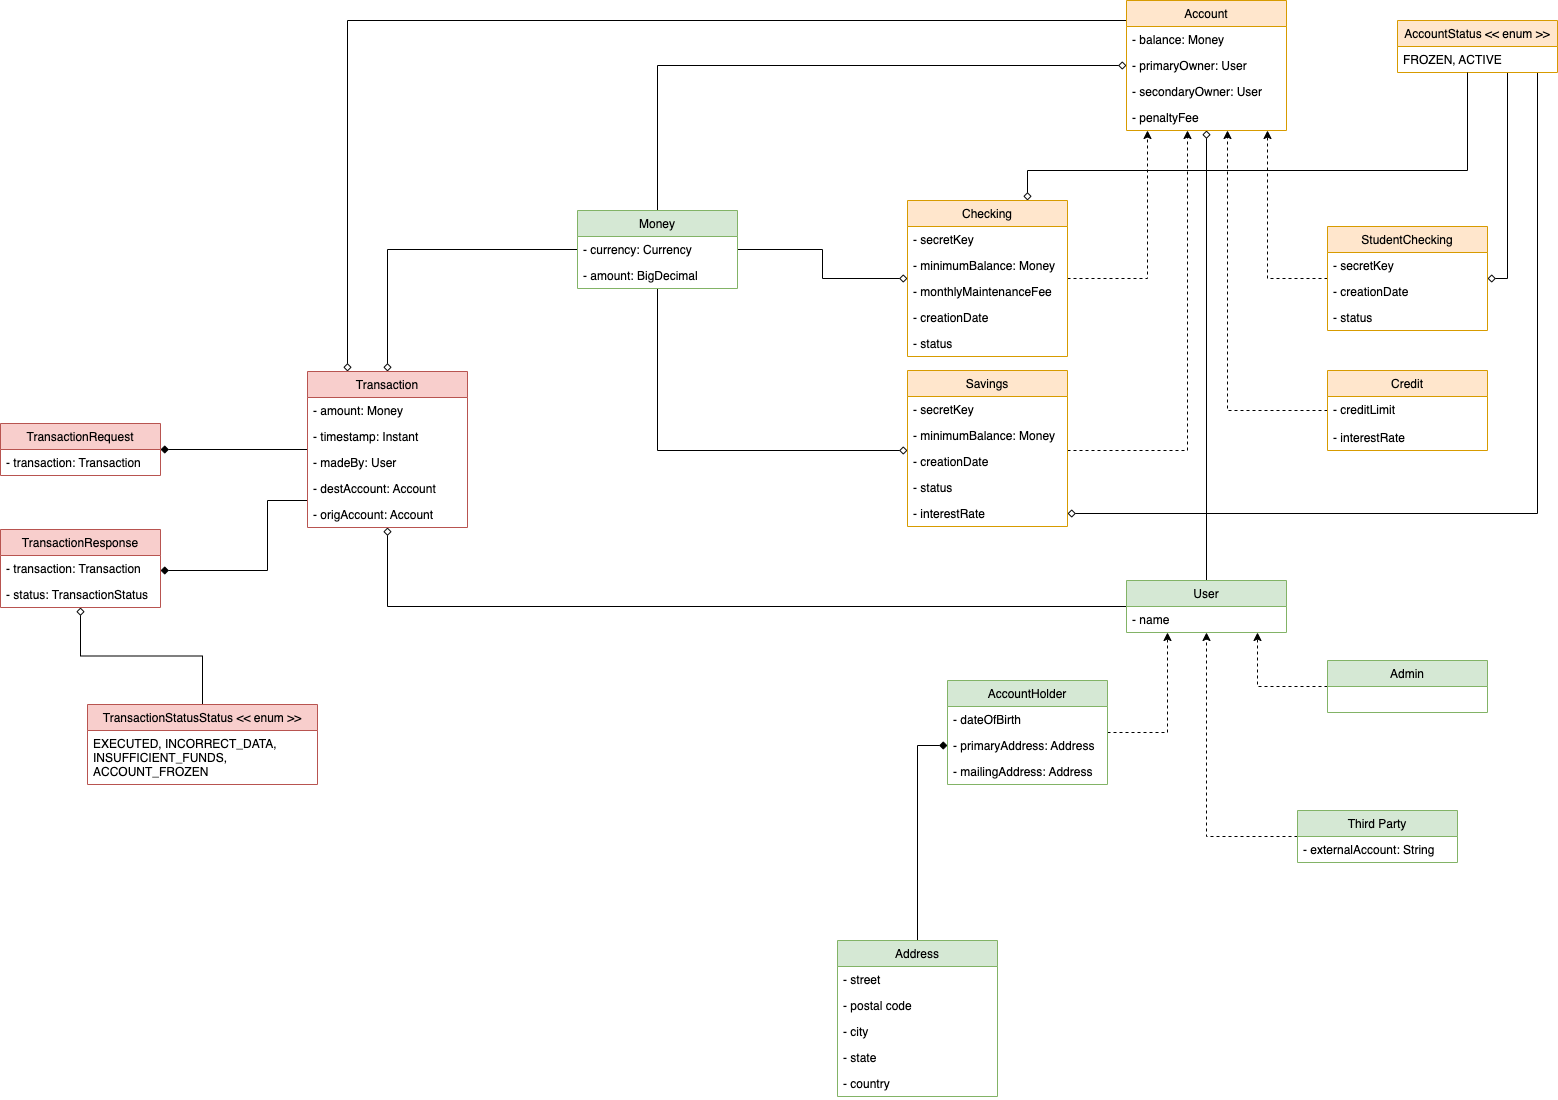 Account
- balance: Money
- primaryOwner: User
- secondaryOwner: User
- penaltyFee
AccountStatus << enum >>
FROZEN, ACTIVE
Money
- currency: Currency
- amount: BigDecimal
Checking
- secretKey
- minimumBalance: Money
- monthlyMaintenanceFee
- creationDate
- status
StudentChecking
- secretKey
- creationDate
- status
Transaction
- amount: Money
- timestamp: Instant
- madeBy: User
- destAccount: Account
- origAccount: Account
Savings
- secretKey
- minimumBalance: Money
- creationDate
- status
- interestRate
Credit
- creditLimit
- interestRate
TransactionRequest
- transaction: Transaction
TransactionResponse
- transaction: Transaction
- status: TransactionStatus
User
- name
TransactionStatusStatus << enum >>
EXECUTED, INCORRECT_DATA,
INSUFFICIENT_FUNDS,
ACCOUNT_FROZEN
AccountHolder
- dateOfBirth
- primaryAddress: Address
- mailingAddress: Address
Admin
Third Party
- externalAccount: String
Address
- street
- postal code
- city
- state
- country